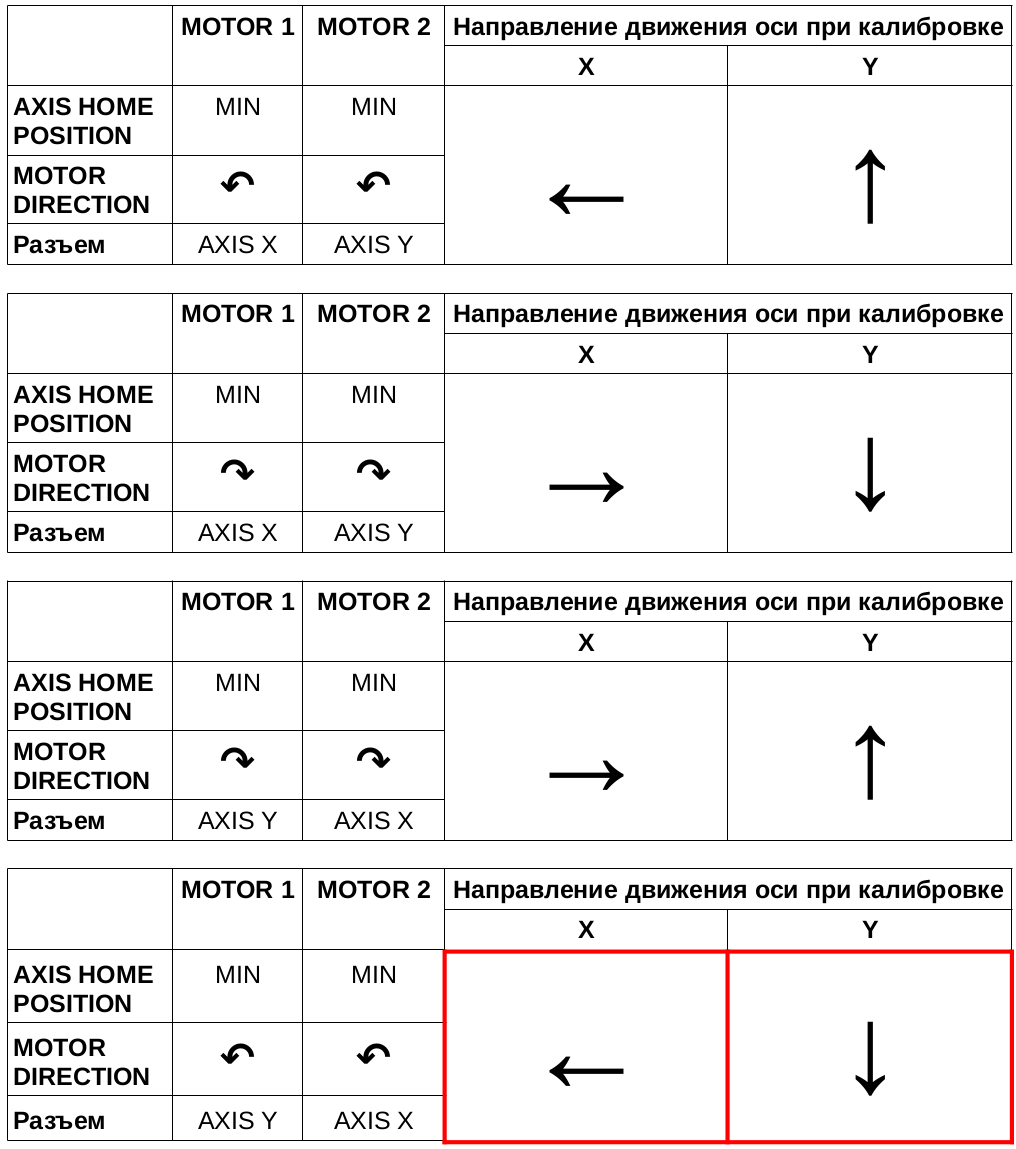 MOTOR 1 MOTOR 2 Направление движения оси при калибровке
X Y
AXIS HOME MIN MIN
POSITION
MOTOR ↶ ↶ ← ↑
DIRECTION
Разъем AXIS X AXIS Y
MOTOR 1 MOTOR 2 Направление движения оси при калибровке
X Y
AXIS HOME MIN MIN
POSITION
MOTOR ↷ ↷ → ↓
DIRECTION
Разъем AXIS X AXIS Y
MOTOR 1 MOTOR 2 Направление движения оси при калибровке
X Y
AXIS HOME MIN MIN
POSITION
MOTOR ↷ ↷ → ↑
DIRECTION
Разъем AXIS Y AXIS X
MOTOR 1 MOTOR 2 Направление движения оси при калибровке
X Y
AXIS HOME MIN MIN
POSITION
MOTOR ↶ ↶ ← ↓
DIRECTION
Разъем AXIS Y AXIS X